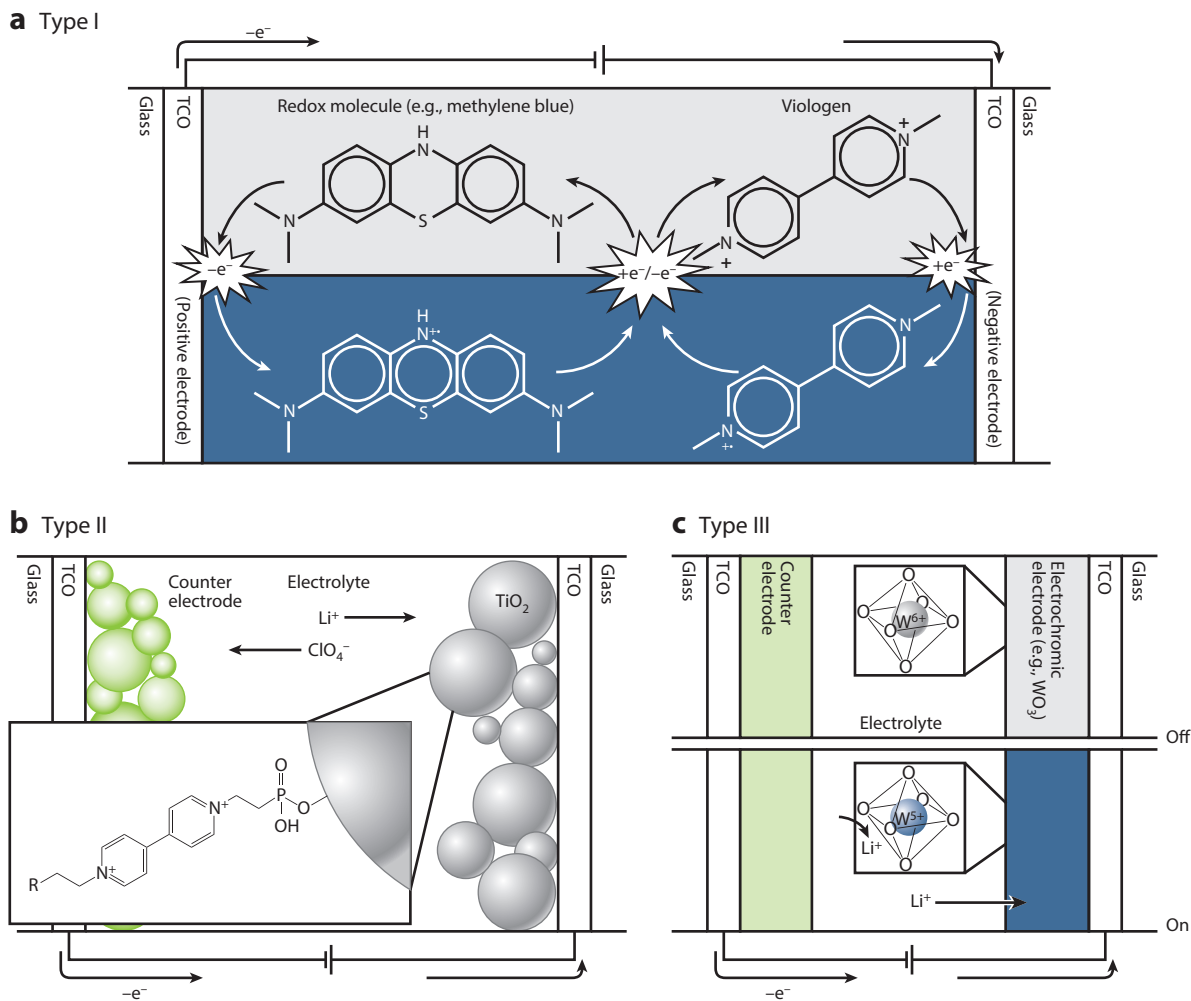 a Type I
–e⁻
Glass
TCO
(Positive electrode)
Redox molecule (e.g., methylene blue)
Viologen
TCO
(Negative electrode)
Glass
H
N
N
S
N
N
+
N
+
–e⁻
+e⁻/–e⁻
+e⁻
H
N+•
N
S
N
N
N
+•
b Type II
Glass
TCO
Counter
electrode
Electrolyte
Li⁺
ClO₄⁻
TiO₂
TCO
Glass
O
P
O
OH
N⁺
N⁺
R
–e⁻
c Type III
Glass
TCO
Counter
electrode
O
O
O
W⁶⁺
O
O
O
Electrochromic
electrode (e.g., WO₃)
TCO
Glass
Electrolyte
Off
O
O
O
W⁵⁺
O
O
Li⁺
O
Li⁺
On
–e⁻